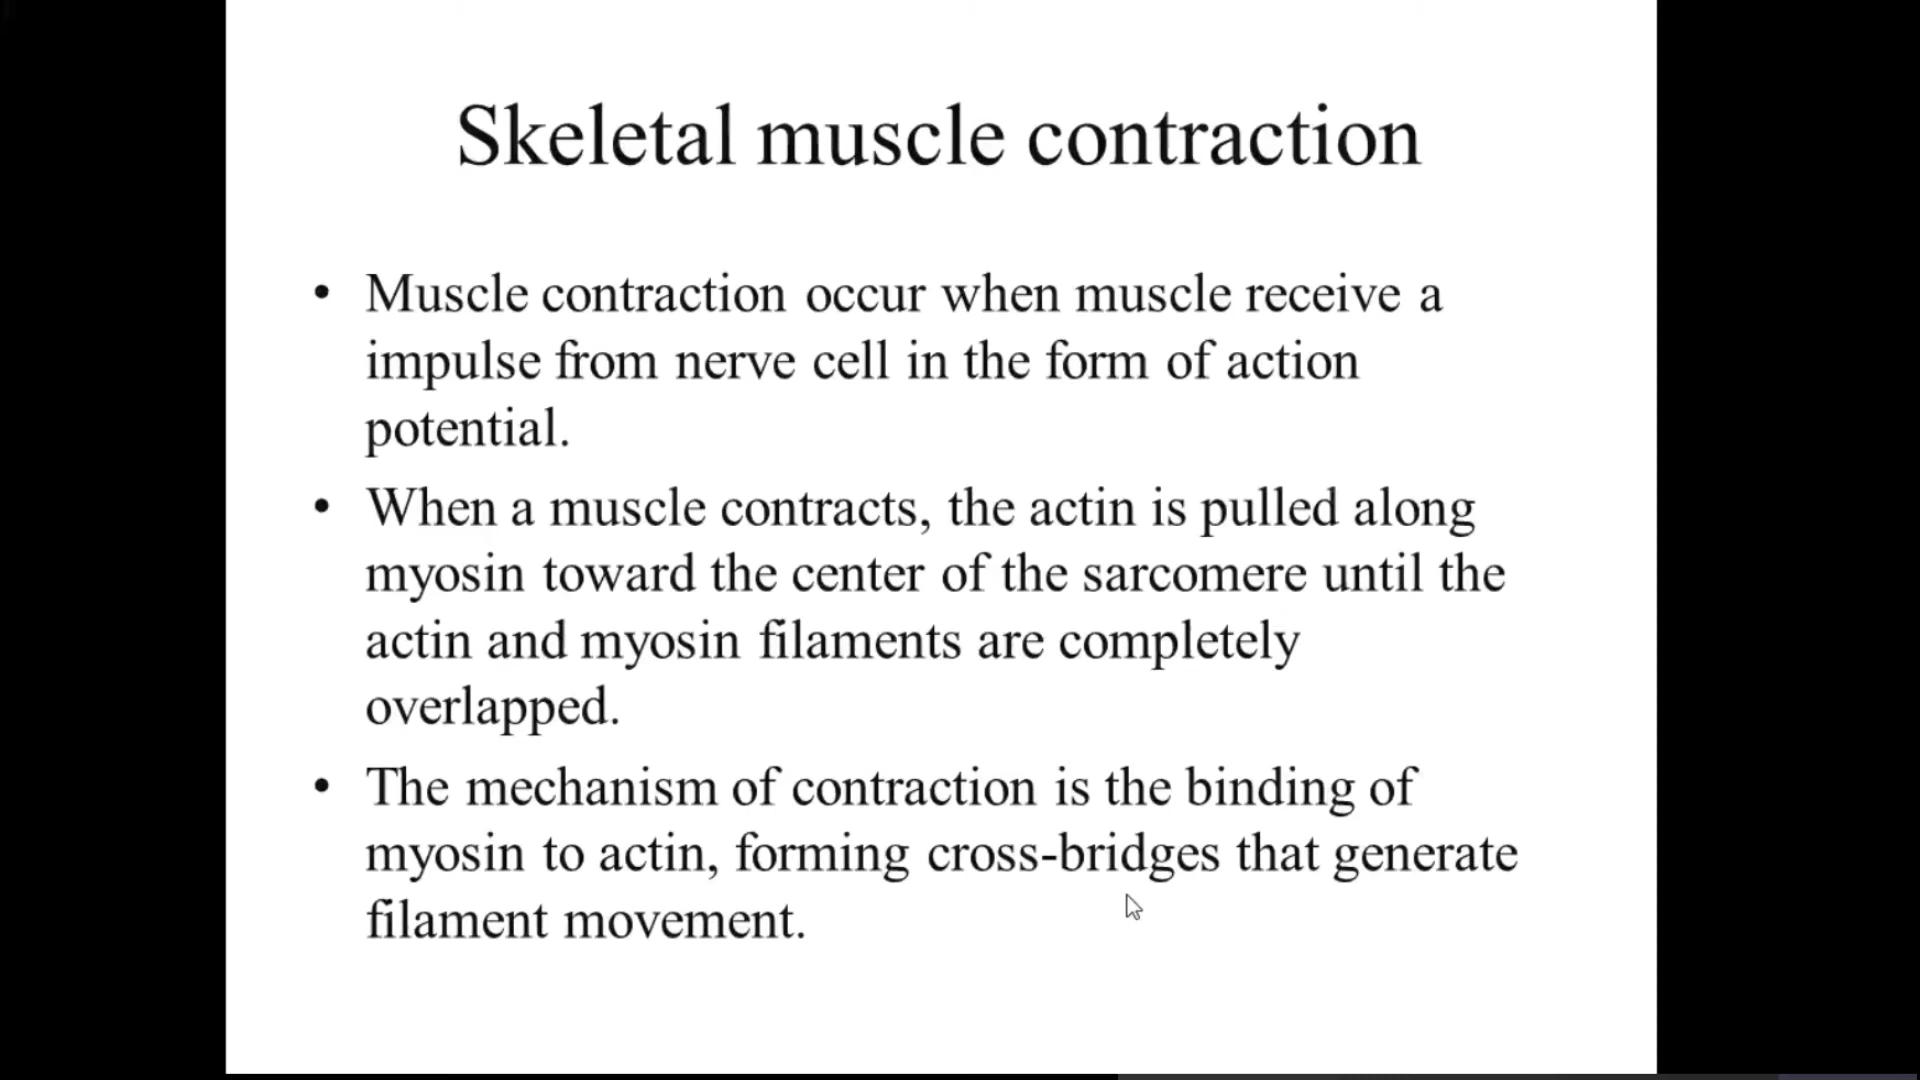 Skeletal muscle contraction
• Muscle contraction occur when muscle receive a
impulse from nerve cell in the form of action
potential.
• When a muscle contracts, the actin is pulled along
myosin toward the center of the sarcomere until the
actin and myosin filaments are completely
overlapped.
• The mechanism of contraction is the binding of
myosin to actin, forming cross-bridges that generate
filament movement.